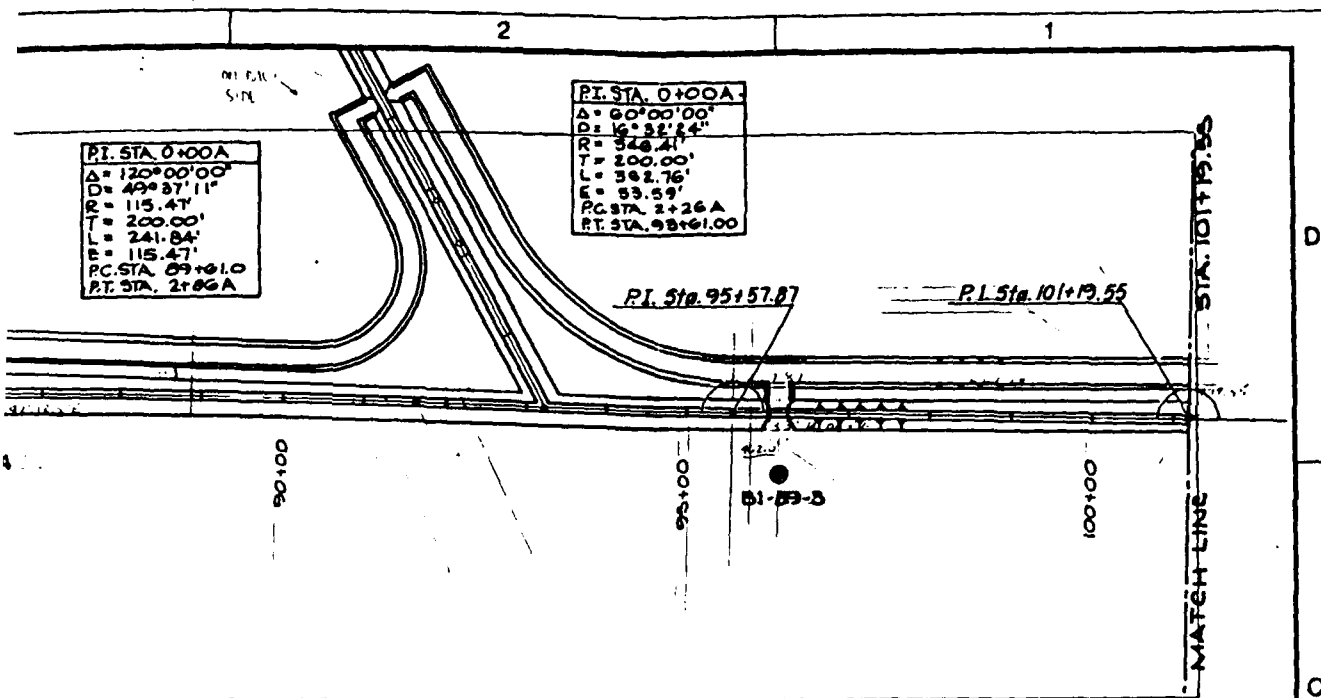 2
1
SIDE
P.I. STA. 0+00A
Δ = 120°00'00"
D = 49°37'11"
R = 115.47'
T = 200.00'
L = 241.84'
E = 115.47'
P.C. STA. 89+61.0
P.T. STA. 2+86A
P.I. STA. 0+00A
Δ = 60°00'00"
D = 16°32'24"
R = 346.41'
T = 200.00'
L = 362.76'
E = 53.59'
P.C. STA. 2+26A
P.T. STA. 93+61.00
STA. 101+19.55
D
P.I. Sta. 95+57.87
P.I. Sta. 101+19.55
90+00
95+00
B1-89-3
100+00
MATCH LINE
C